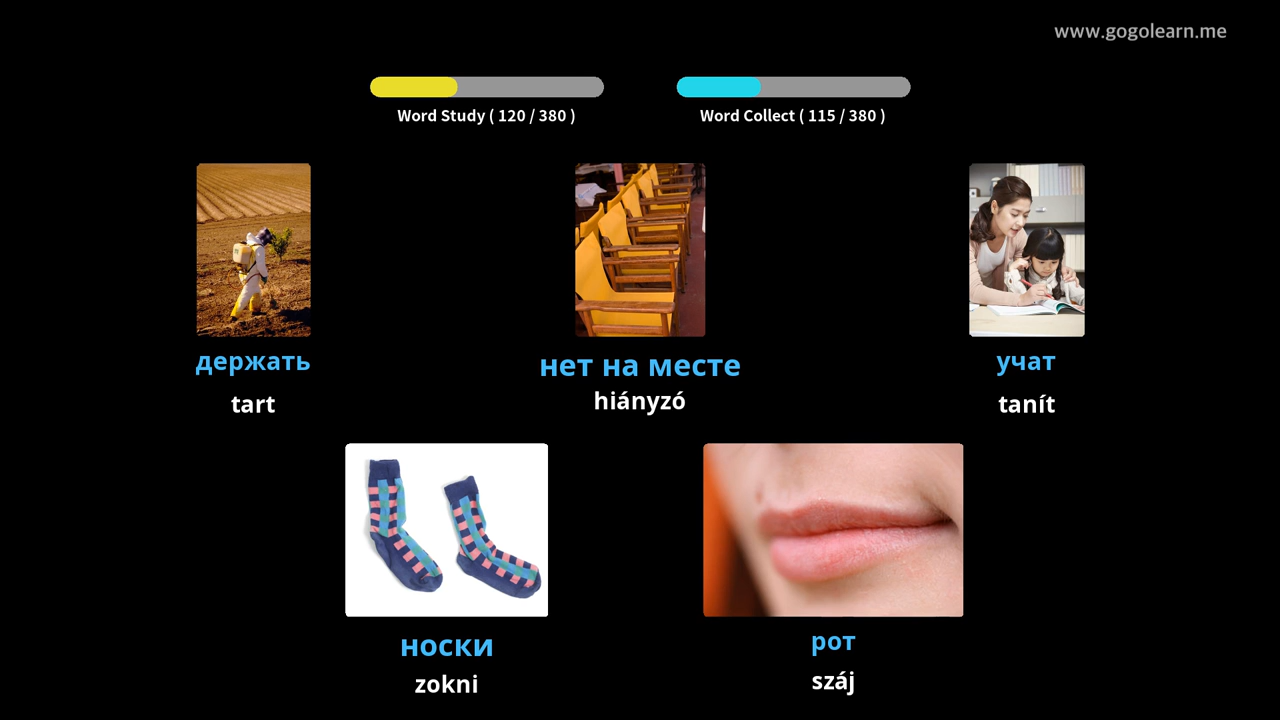 www.gogolearn.me
Word Study ( 120 / 380 )
Word Collect ( 115 / 380 )
держать
tart
нет на месте
hiányzó
учат
tanít
носки
zokni
рот
száj